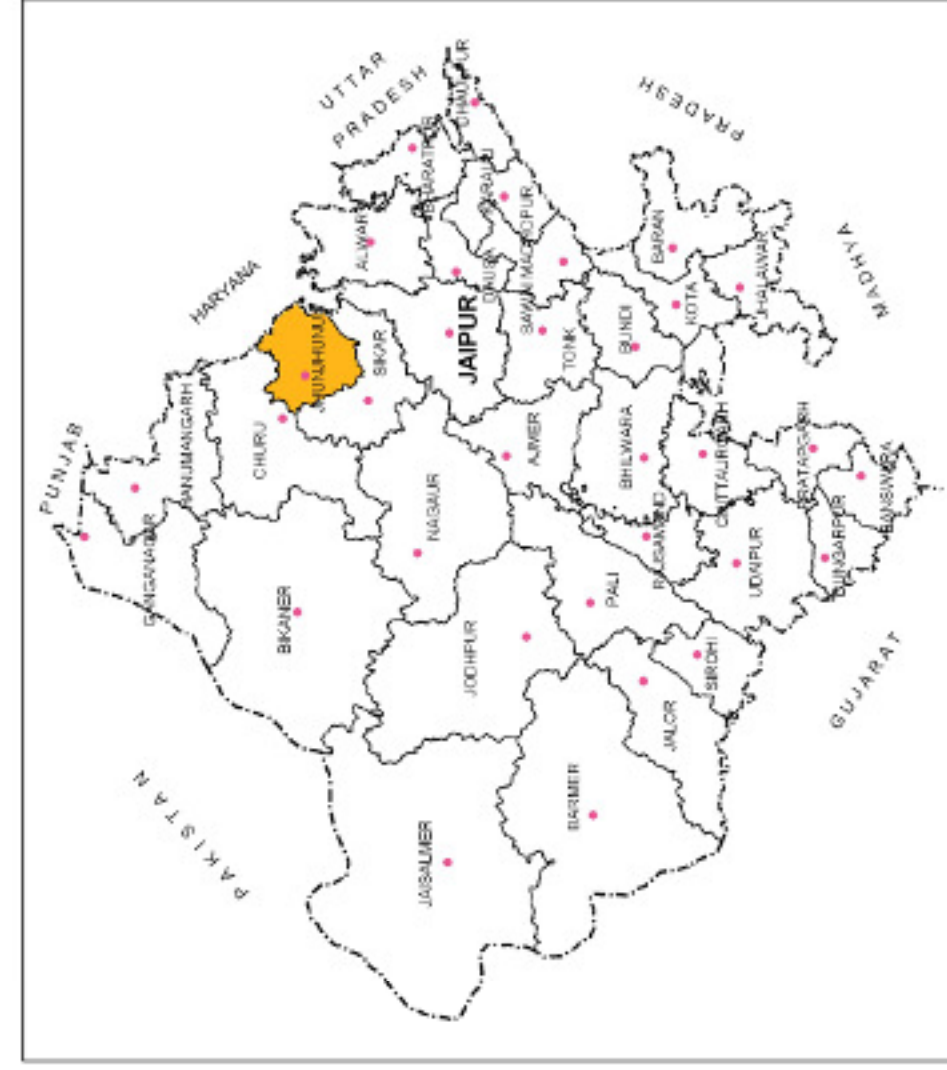 PUNJAB
GANGANAGAR
HANUMANGARH
HARYANA
CHURU
JHUNJHUNU
BIKANER
SIKAR
ALWAR
UTTAR
PRADESH
BHARATPUR
DHAULPUR
PAKISTAN
NAGAUR
JAIPUR
DAUSA
KARAULI
SAWAI MADHOPUR
JAISALMER
JODHPUR
AJMER
TONK
BARMER
PALI
BHILWARA
BUNDI
BARAN
KOTA
JALOR
SIROHI
RAJSAMAND
CHITTAURGARH
JHALAWAR
UDAIPUR
PRATAPGARH
DUNGARPUR
BANSWARA
GUJARAT
MADHYA
PRADESH